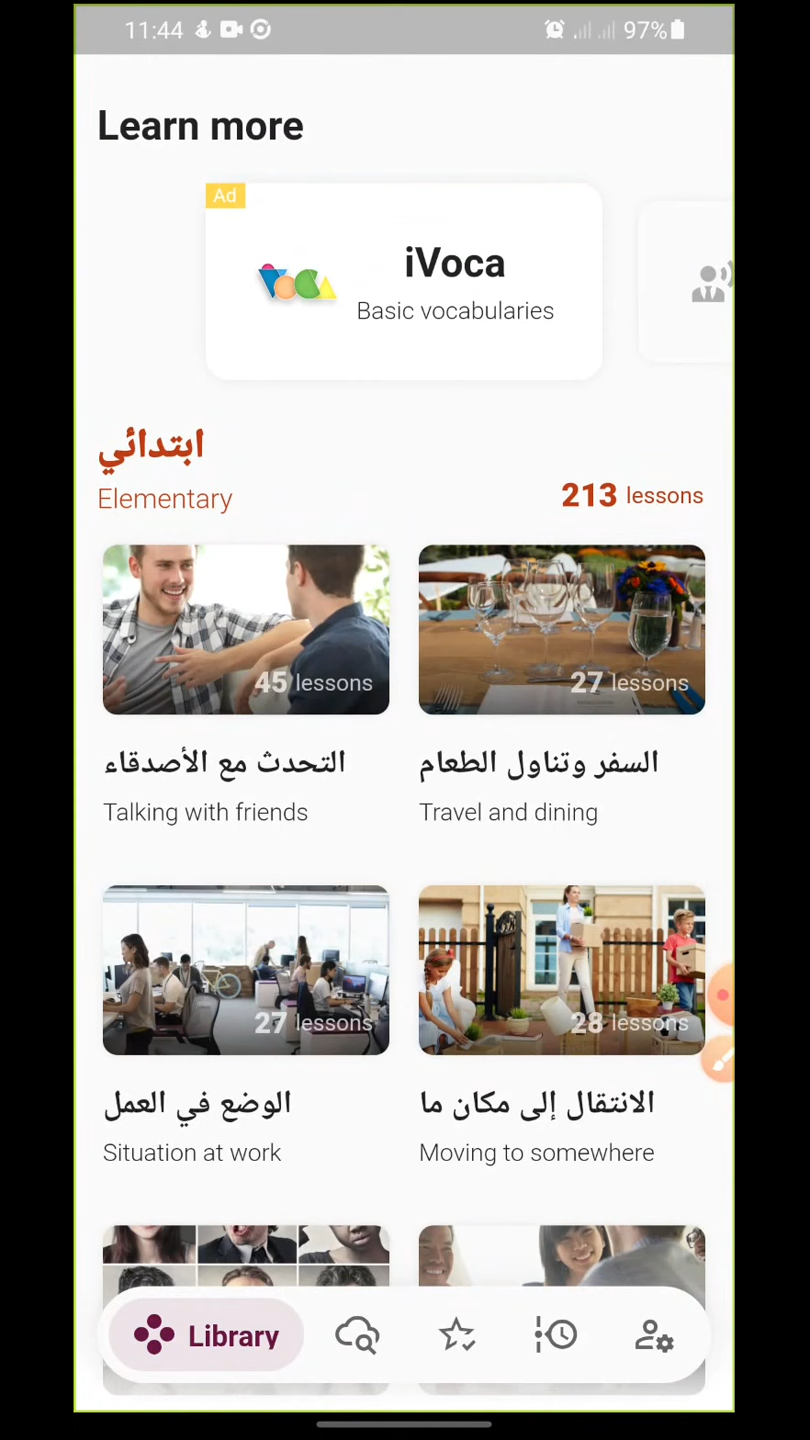 11:44
97%
Learn more
Ad
VOCA
iVoca
Basic vocabularies
ابتدائي
Elementary
213 lessons
45 lessons
27 lessons
التحدث مع الأصدقاء
السفر وتناول الطعام
Talking with friends
Travel and dining
27 lessons
28 lessons
الوضع في العمل
الانتقال إلى مكان ما
Situation at work
Moving to somewhere
Library